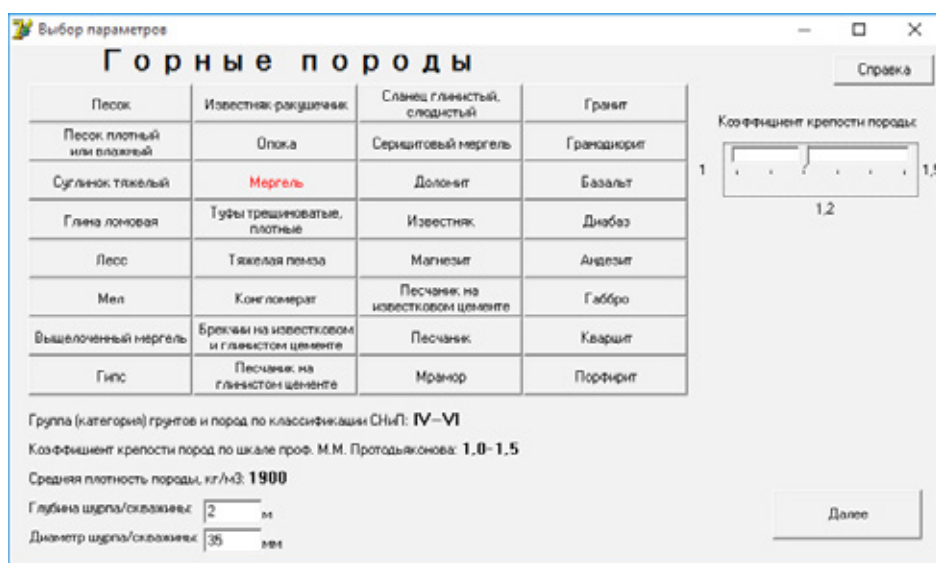 Выбор параметров
Горные породы
Справка
Песок
Известняк-ракушечник
Сланец глинистый,
слюдистый
Гранит
Коэффициент крепости породы:
Песок плотный
или влажный
Опока
Серицитовый мергель
Гранодиорит
1
1,5
1,2
Суглинок тяжелый
Мергель
Доломит
Базальт
Глина ломовая
Туфы трещиноватые,
плотные
Известняк
Диабаз
Лесс
Тяжелая пемза
Магнезит
Андезит
Мел
Конгломерат
Песчаник на
известковом цементе
Габбро
Выщелоченный мергель
Брекчии на известковом
и глинистом цементе
Песчаник
Кварцит
Гипс
Песчаник на
глинистом цементе
Мрамор
Порфирит
Группа (категория) грунтов и пород по классификации СНиП: IV-VI
Коэффициент крепости пород по шкале проф. М.М. Протодьяконова: 1,0-1,5
Средняя плотность породы, кг/м3: 1900
Глубина шурпа/скважины: 2 м
Диаметр шурпа/скважины: 35 мм
Далее